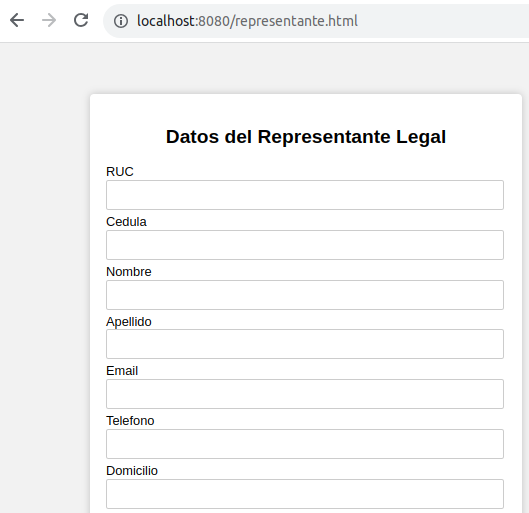 localhost:8080/representante.html
Datos del Representante Legal
RUC
Cedula
Nombre
Apellido
Email
Telefono
Domicilio